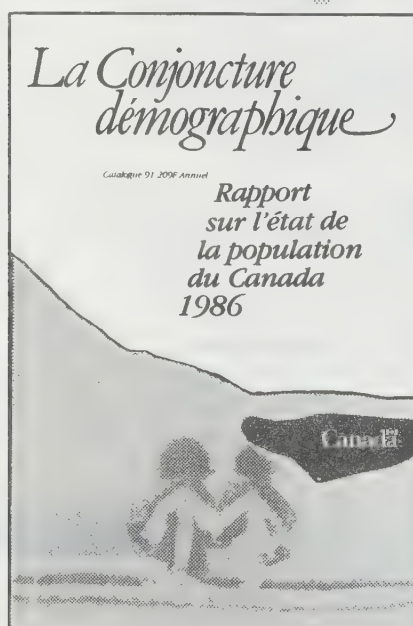 La Conjoncture
démographique
Catalogue 91-209F Annuel
Rapport
sur l'état de
la population
du Canada
1986
Canada